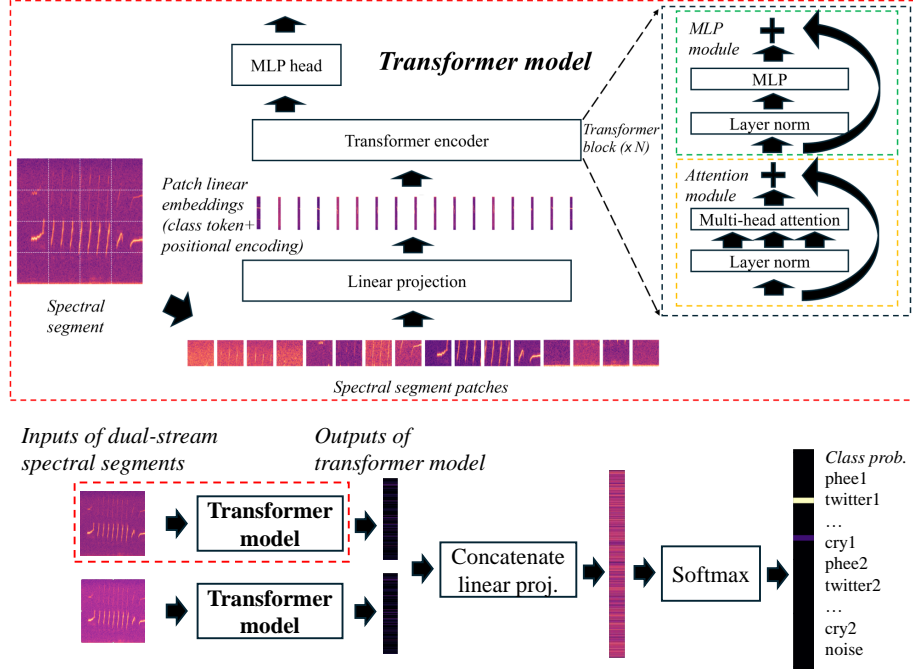 MLP head
Transformer model
Transformer encoder
Patch linear
embeddings
(class token+
positional encoding)
Linear projection
Spectral
segment
Spectral segment patches
Transformer
block (x N)
MLP
module
MLP
Layer norm
Attention
module
Multi-head attention
Layer norm
Inputs of dual-stream
spectral segments
Outputs of
transformer model
Transformer
model
Transformer
model
Concatenate
linear proj.
Softmax
Class prob.
phee1
twitter1
…
cry1
phee2
twitter2
…
cry2
noise